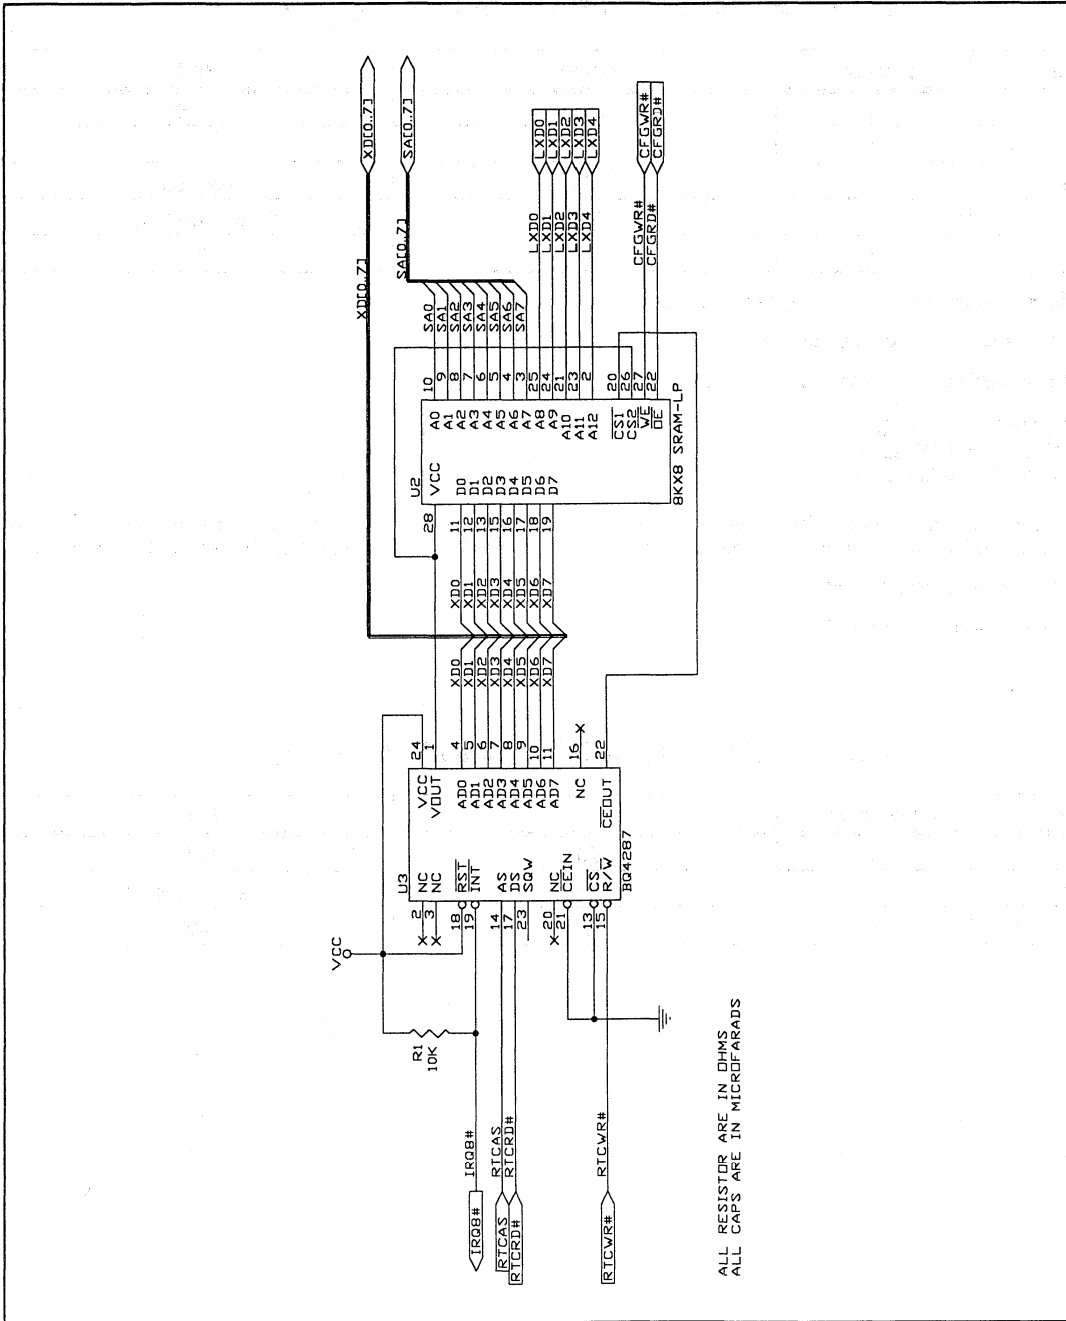 XD[0..7]
SA[0..7]
LXD0
LXD1
LXD2
LXD3
LXD4
CFGWR#
CFGRD#
XD[0..7]
SA[0..7]
LXD0
LXD1
LXD2
LXD3
LXD4
CFGWR#
CFGRD#
SA0
SA1
SA2
SA3
SA4
SA5
SA6
SA7
10
9
8
7
6
5
4
3
25
24
21
23
2
20
26
27
22
U2
VCC
A0
A1
A2
A3
A4
A5
A6
A7
A8
A9
A10
A11
A12
CS1
CS2
WE
OE
D0
D1
D2
D3
D4
D5
D6
D7
8KX8 SRAM-LP
28
11
12
13
15
16
17
18
19
XD0
XD1
XD2
XD3
XD4
XD5
XD6
XD7
XD0
XD1
XD2
XD3
XD4
XD5
XD6
XD7
24
1
4
5
6
7
8
9
10
11
16
22
VCC
VOUT
AD0
AD1
AD2
AD3
AD4
AD5
AD6
AD7
NC
CEOUT
U3
NC
NC
RST
INT
AS
DS
SQW
NC
CEIN
CS
R/W
BQ4287
2
3
18
19
14
17
23
20
21
13
15
VCC
R1
10K
IRQ8#
RTCAS
RTCRD#
RTCWR#
IRQ8#
RTCAS
RTCRD#
RTCWR#
ALL RESISTOR ARE IN OHMS
ALL CAPS ARE IN MICROFARADS